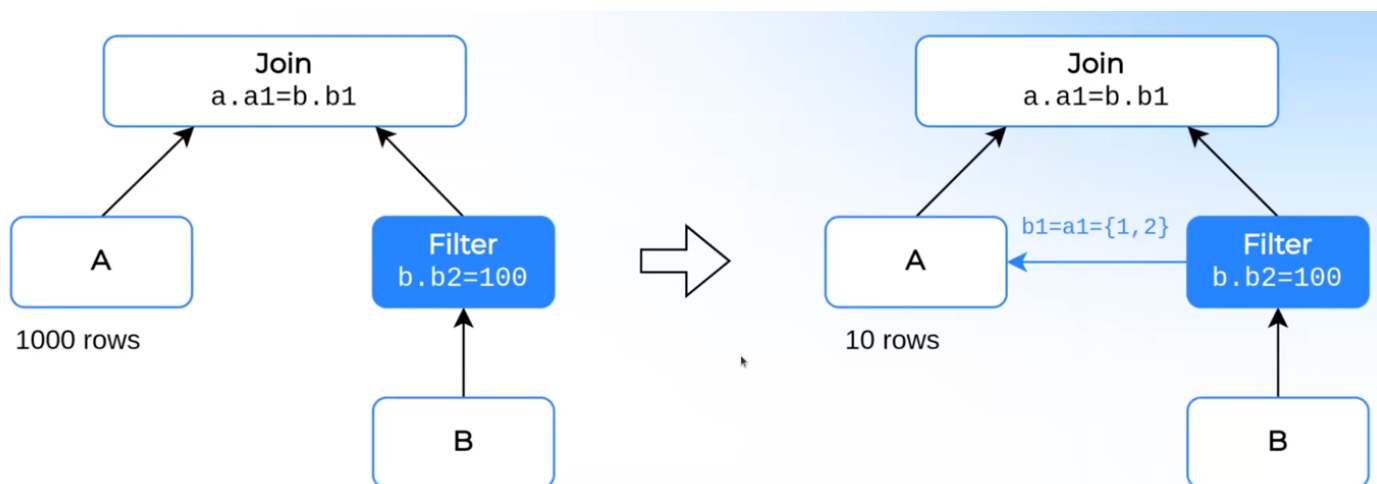 Join
a.a1=b.b1
A
1000 rows
Filter
b.b2=100
B
Join
a.a1=b.b1
A
10 rows
b1=a1={1,2}
Filter
b.b2=100
B